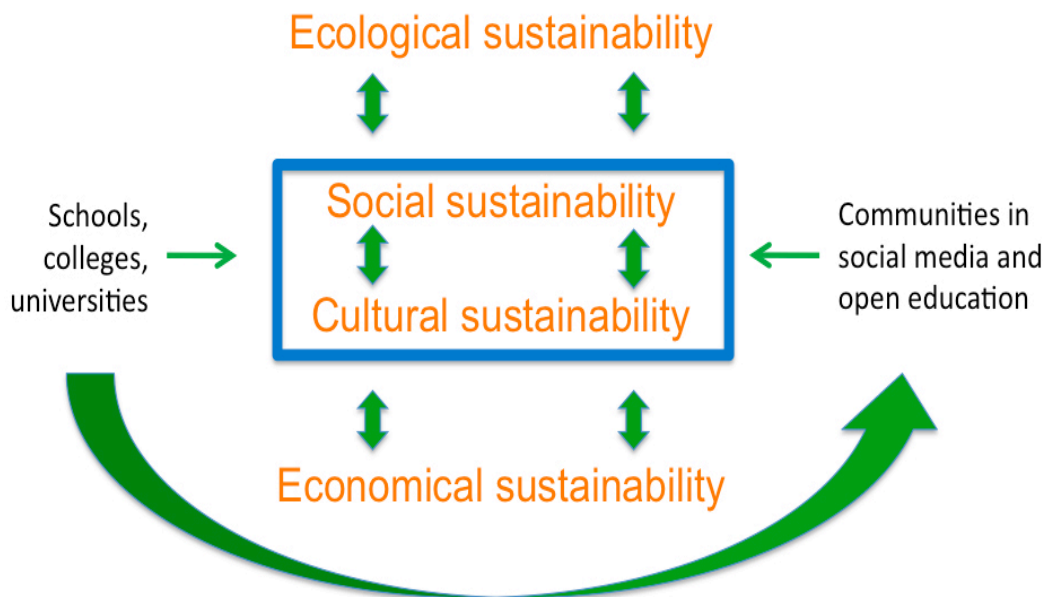 Ecological sustainability
Social sustainability
Schools,
colleges,
universities
Communities in
social media and
open education
Cultural sustainability
Economical sustainability